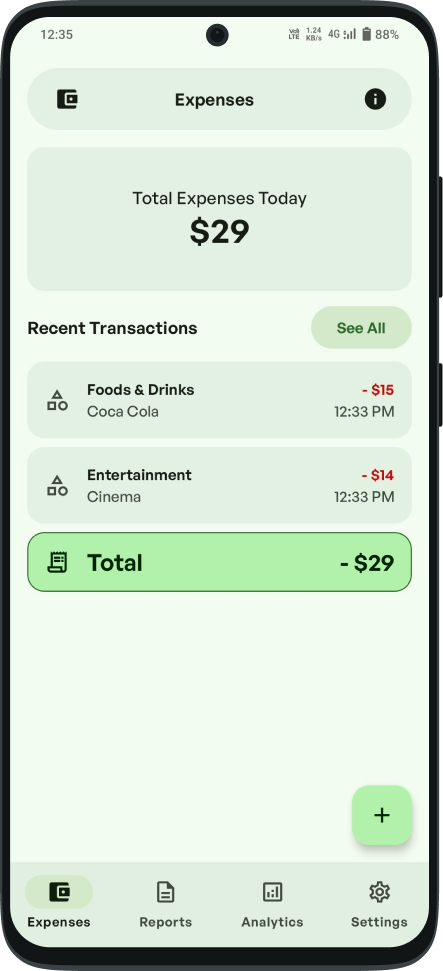 12:35
Vo) LTE 1.24 KB/s 4G 88%
Expenses
Total Expenses Today
$29
Recent Transactions
See All
Foods & Drinks
- $15
Coca Cola
12:33 PM
Entertainment
- $14
Cinema
12:33 PM
Total
- $29
+
Expenses
Reports
Analytics
Settings